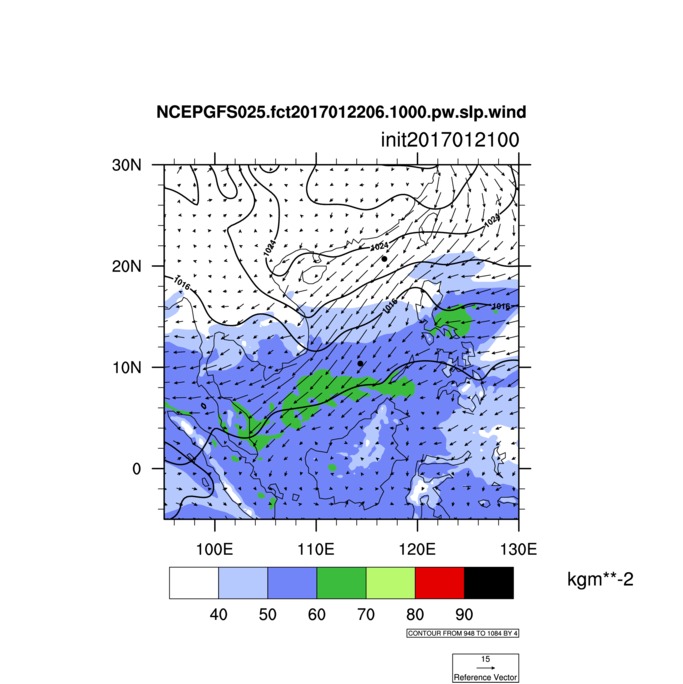 NCEPGFS025.fct2017012206.1000.pw.slp.wind
init2017012100
30N
1024
1024
1024
20N
1016
1016
1016
10N
0
0
100E 110E 120E 130E
kgm**-2
40 50 60 70 80 90
CONTOUR FROM 948 TO 1084 BY 4
15
Reference Vector